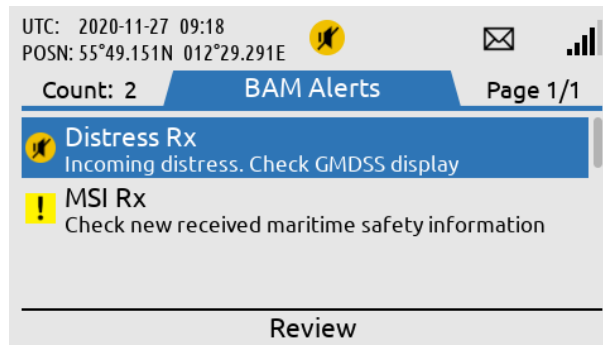 UTC: 2020-11-27 09:18
POSN: 55°49.151N 012°29.291E
Count: 2 BAM Alerts Page 1/1
Distress Rx
Incoming distress. Check GMDSS display
! MSI Rx
Check new received maritime safety information
Review